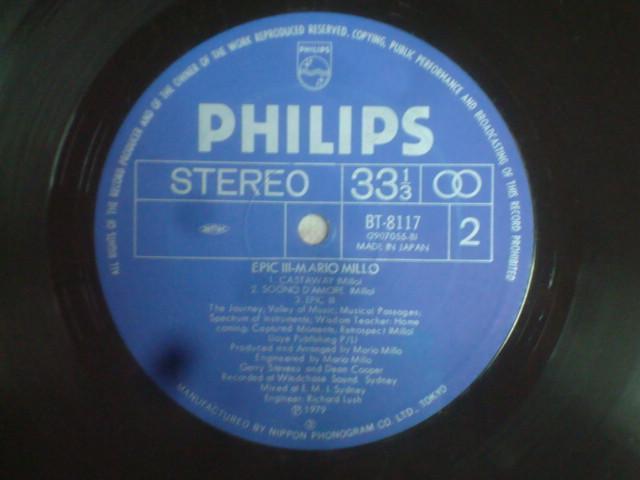 ALL RIGHTS OF THE RECORD PRODUCER AND OF THE OWNER OF THE WORK REPRODUCED RESERVED. COPYING, PUBLIC PERFORMANCE AND BROADCASTING OF THIS RECORD PROHIBITED
PHILIPS
PHILIPS
STEREO
33 1/3
BT-8117
(2907055-B)
MADE IN JAPAN
2
EPIC III-MARIO MILLO
1. CASTAWAY (Millo)
2. SOGNO D'AMORE (Millo)
3. EPIC III
The Journey; Valley of Music; Musical Passages;
Spectrum of Instruments; Wisdom Teacher; Home
coming; Captured Moments; Retrospect (Millo)
Publishing P/L)
Produced and Arranged by Mario Millo
Engineered by Mario Millo
Gerry Stevens and Dean Cooper
Recorded at Windchase Sound. Sydney
Mixed at E. M. I. Sydney
Engineer: Richard Lush
Ⓟ 1979
MANUFACTURED BY NIPPON PHONOGRAM CO. LTD., TOKYO